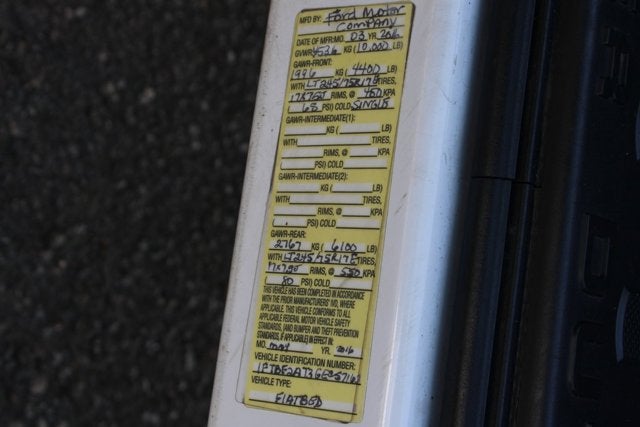 MFD BY: Ford Motor
Company
DATE OF MFR:MO. 03 YR. 2016
GVWR 4536 KG (10,000 LB)
GAWR-FRONT:
1996 KG (4400 LB)
WITH LT245/75R17E TIRES,
RIMS, @ KPA
PSI) COLD SINGLE
GAWR-INTERMEDIATE(1):
KG ( LB)
WITH TIRES,
RIMS, @ KPA
PSI) COLD
GAWR-INTERMEDIATE(2):
KG ( LB)
WITH TIRES,
RIMS, @ KPA
PSI) COLD
GAWR-REAR:
2767 KG (6100 LB)
WITH LT245/75R17E TIRES,
RIMS, @ 550 KPA
80 PSI) COLD
THIS VEHICLE HAS BEEN COMPLETED IN ACCORDANCE
WITH THE PRIOR MANUFACTURERS' IVD, WHERE
APPLICABLE. THIS VEHICLE CONFORMS TO ALL
APPLICABLE FEDERAL MOTOR VEHICLE SAFETY
STANDARDS, (AND BUMPER AND THEFT PREVENTION
STANDARDS, IF APPLICABLE) IN EFFECT IN:
MO. YR. 2016
VEHICLE IDENTIFICATION NUMBER:
VEHICLE TYPE:
FLATBED